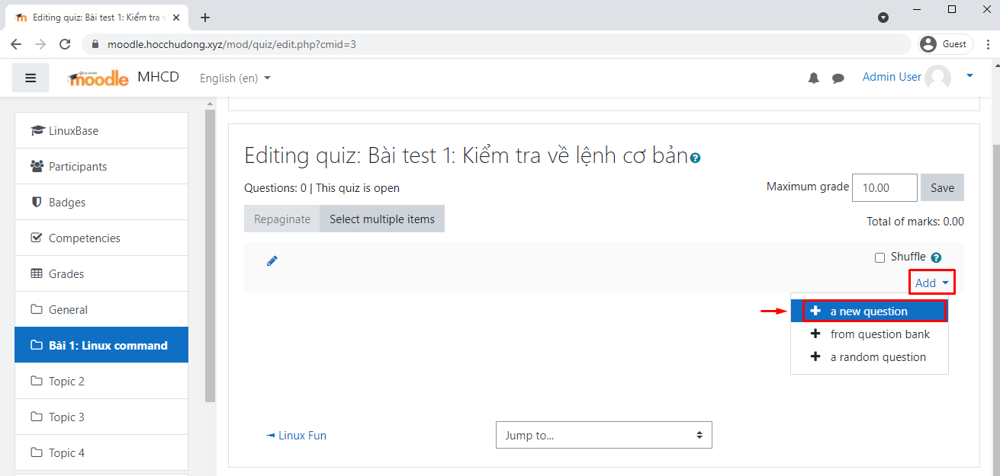 Editing quiz: Bài test 1: Kiểm tra v
moodle.hocchudong.xyz/mod/quiz/edit.php?cmid=3
Guest
moodle MHCD English (en)
Admin User
LinuxBase
Participants
Badges
Competencies
Grades
General
Bài 1: Linux command
Topic 2
Topic 3
Topic 4
Editing quiz: Bài test 1: Kiểm tra về lệnh cơ bản
Questions: 0 | This quiz is open
Maximum grade 10.00 Save
Repaginate Select multiple items
Total of marks: 0.00
Shuffle
Add
a new question
from question bank
a random question
◄ Linux Fun
Jump to...